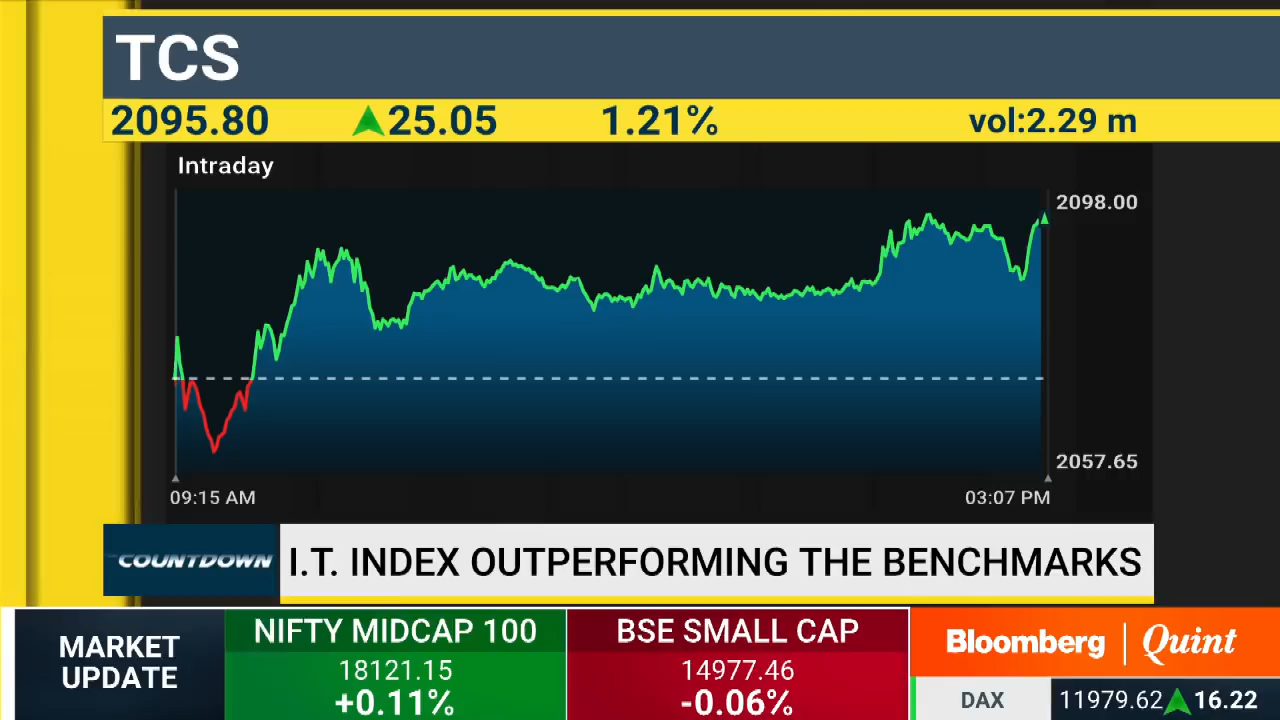 TCS
2095.80 25.05 1.21% vol:2.29 m
Intraday
2098.00
2057.65
09:15 AM 03:07 PM
COUNTDOWN
I.T. INDEX OUTPERFORMING THE BENCHMARKS
MARKET
UPDATE
NIFTY MIDCAP 100
18121.15
+0.11%
BSE SMALL CAP
14977.46
-0.06%
Bloomberg | Quint
DAX 11979.62 16.22